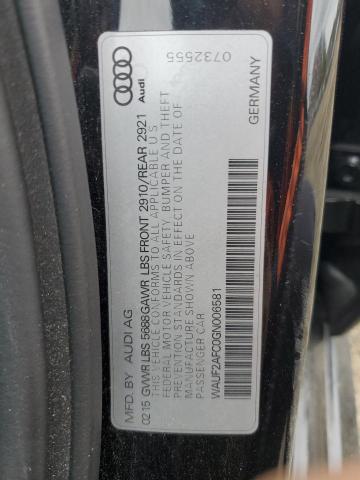 MFD. BY AUDI AG
Audi
02 15 GVWR LBS 5688 GAWR LBS FRONT 2910/REAR 2921
THIS VEHICLE CONFORMS TO ALL APPLICABLE U S
FEDERAL MOTOR VEHICLE SAFETY, BUMPER AND THEFT
PREVENTION STANDARDS IN EFFECT ON THE DATE OF
MANUFACTURE SHOWN ABOVE
PASSENGER CAR
0732555
WAUF2AFC0GN006581
GERMANY